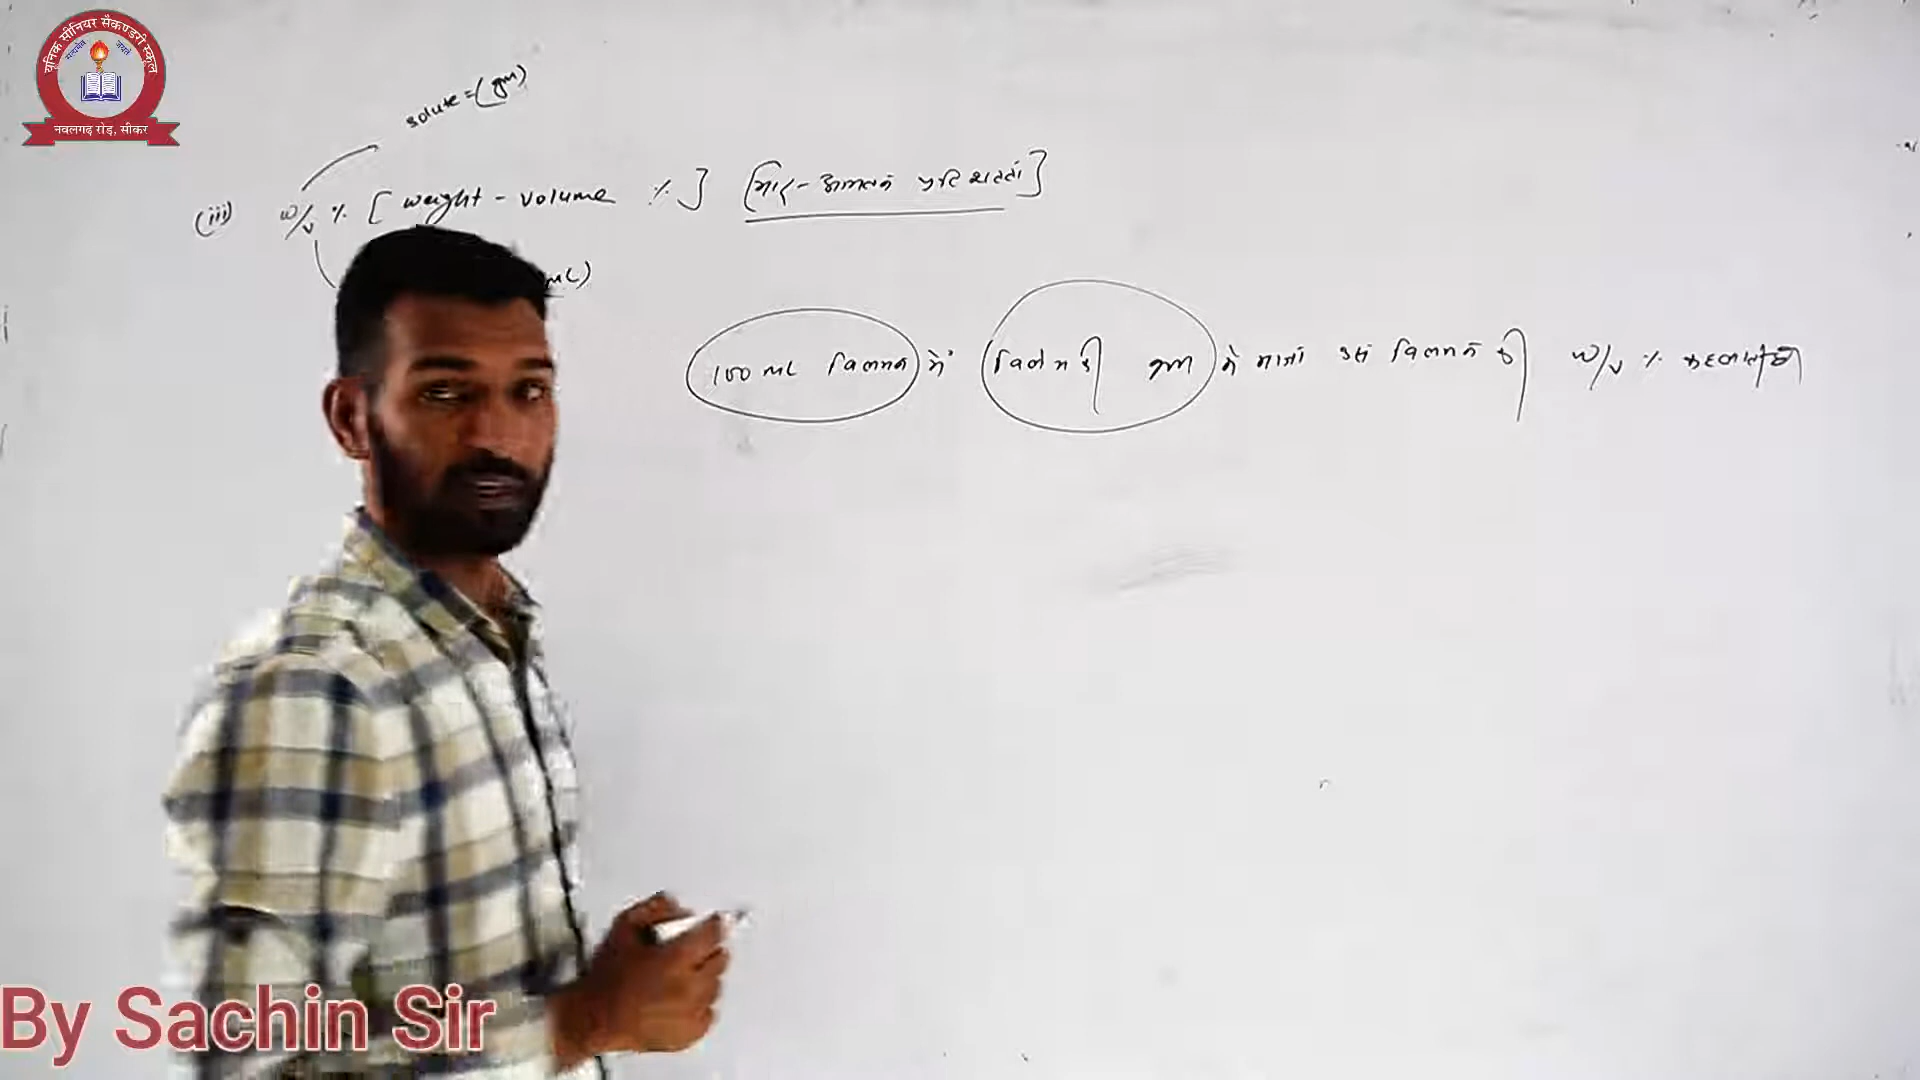 यूनिक सीनियर सैकण्डरी स्कूल
नवलगढ़ रोड़, सीकर
solute = (gm)
(iii) w/v % [ weight - volume % ] [भार - आयतन प्रतिशतता]
mL)
100 mL विलयन में विलेय की gm में मात्रा उस विलयन की w/v % कहलाती
By Sachin Sir